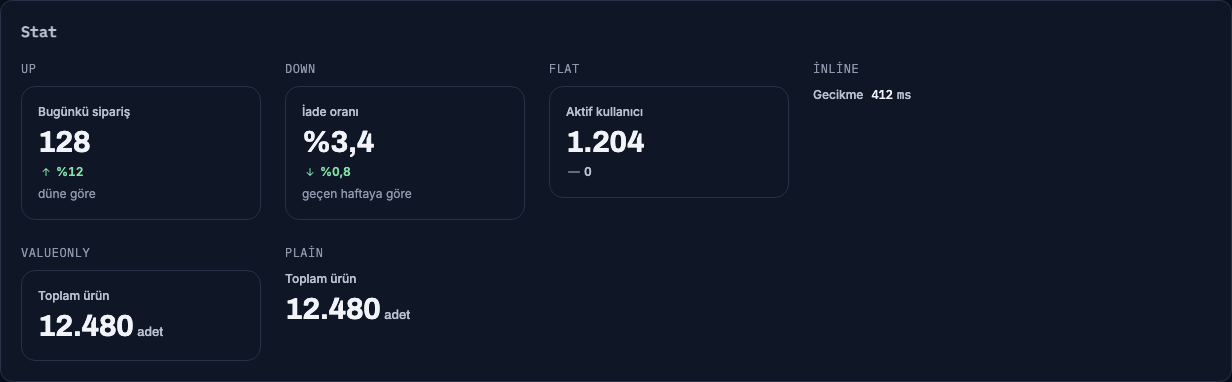 Stat
UP
Bugünkü sipariş
128
↑ %12
düne göre
DOWN
İade oranı
%3,4
↓ %0,8
geçen haftaya göre
FLAT
Aktif kullanıcı
1.204
— 0
İNLİNE
Gecikme 412 ms
VALUEONLY
Toplam ürün
12.480 adet
PLAİN
Toplam ürün
12.480 adet